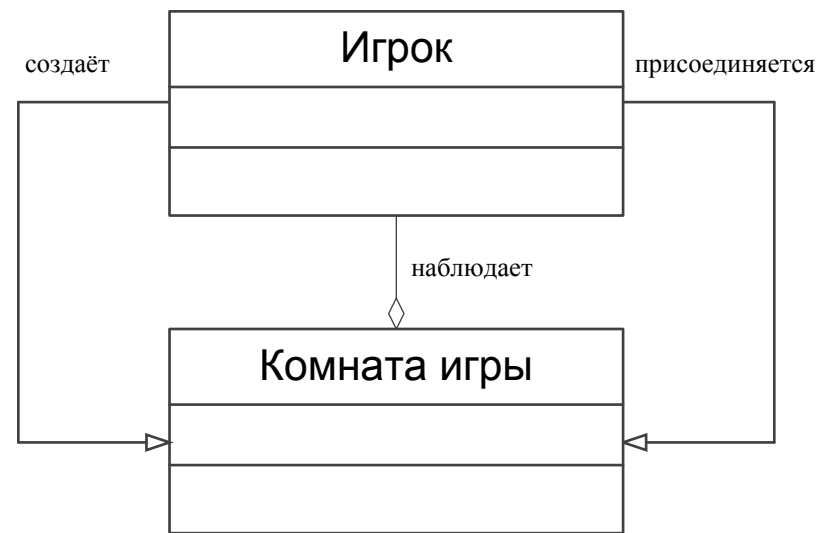 Игрок
создаёт
присоединяется
наблюдает
Комната игры